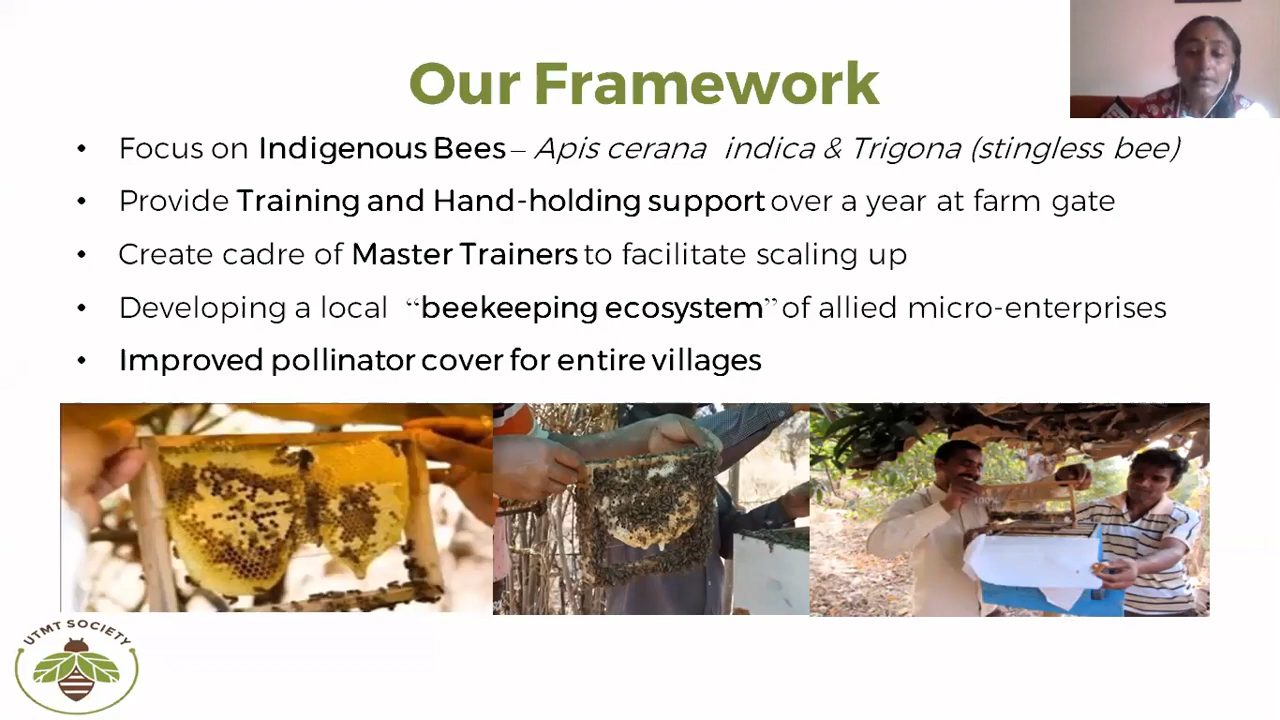 Our Framework
• Focus on Indigenous Bees – Apis cerana indica & Trigona (stingless bee)
• Provide Training and Hand-holding support over a year at farm gate
• Create cadre of Master Trainers to facilitate scaling up
• Developing a local “beekeeping ecosystem” of allied micro-enterprises
• Improved pollinator cover for entire villages
100%
UTMT SOCIETY